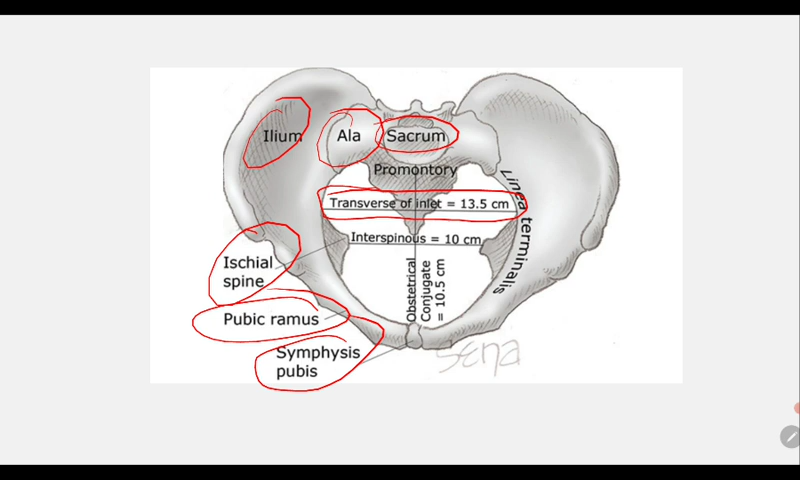 Ilium
Ala
Sacrum
Promontory
Linea terminalis
Transverse of inlet = 13.5 cm
Interspinous = 10 cm
Obstetrical
Conjugate
= 10.5 cm
Ischial
spine
Pubic ramus
Symphysis
pubis
Sena